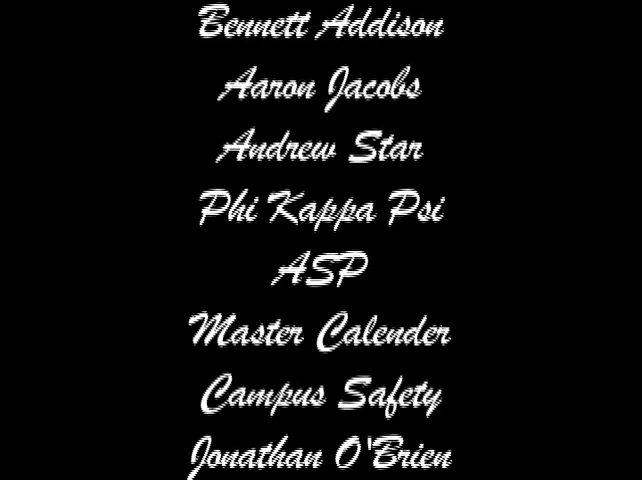 Bennett Addison
Aaron Jacobs
Andrew Star
Phi Kappa Psi
ASP
Master Calender
Campus Safety
Jonathan O'Brien